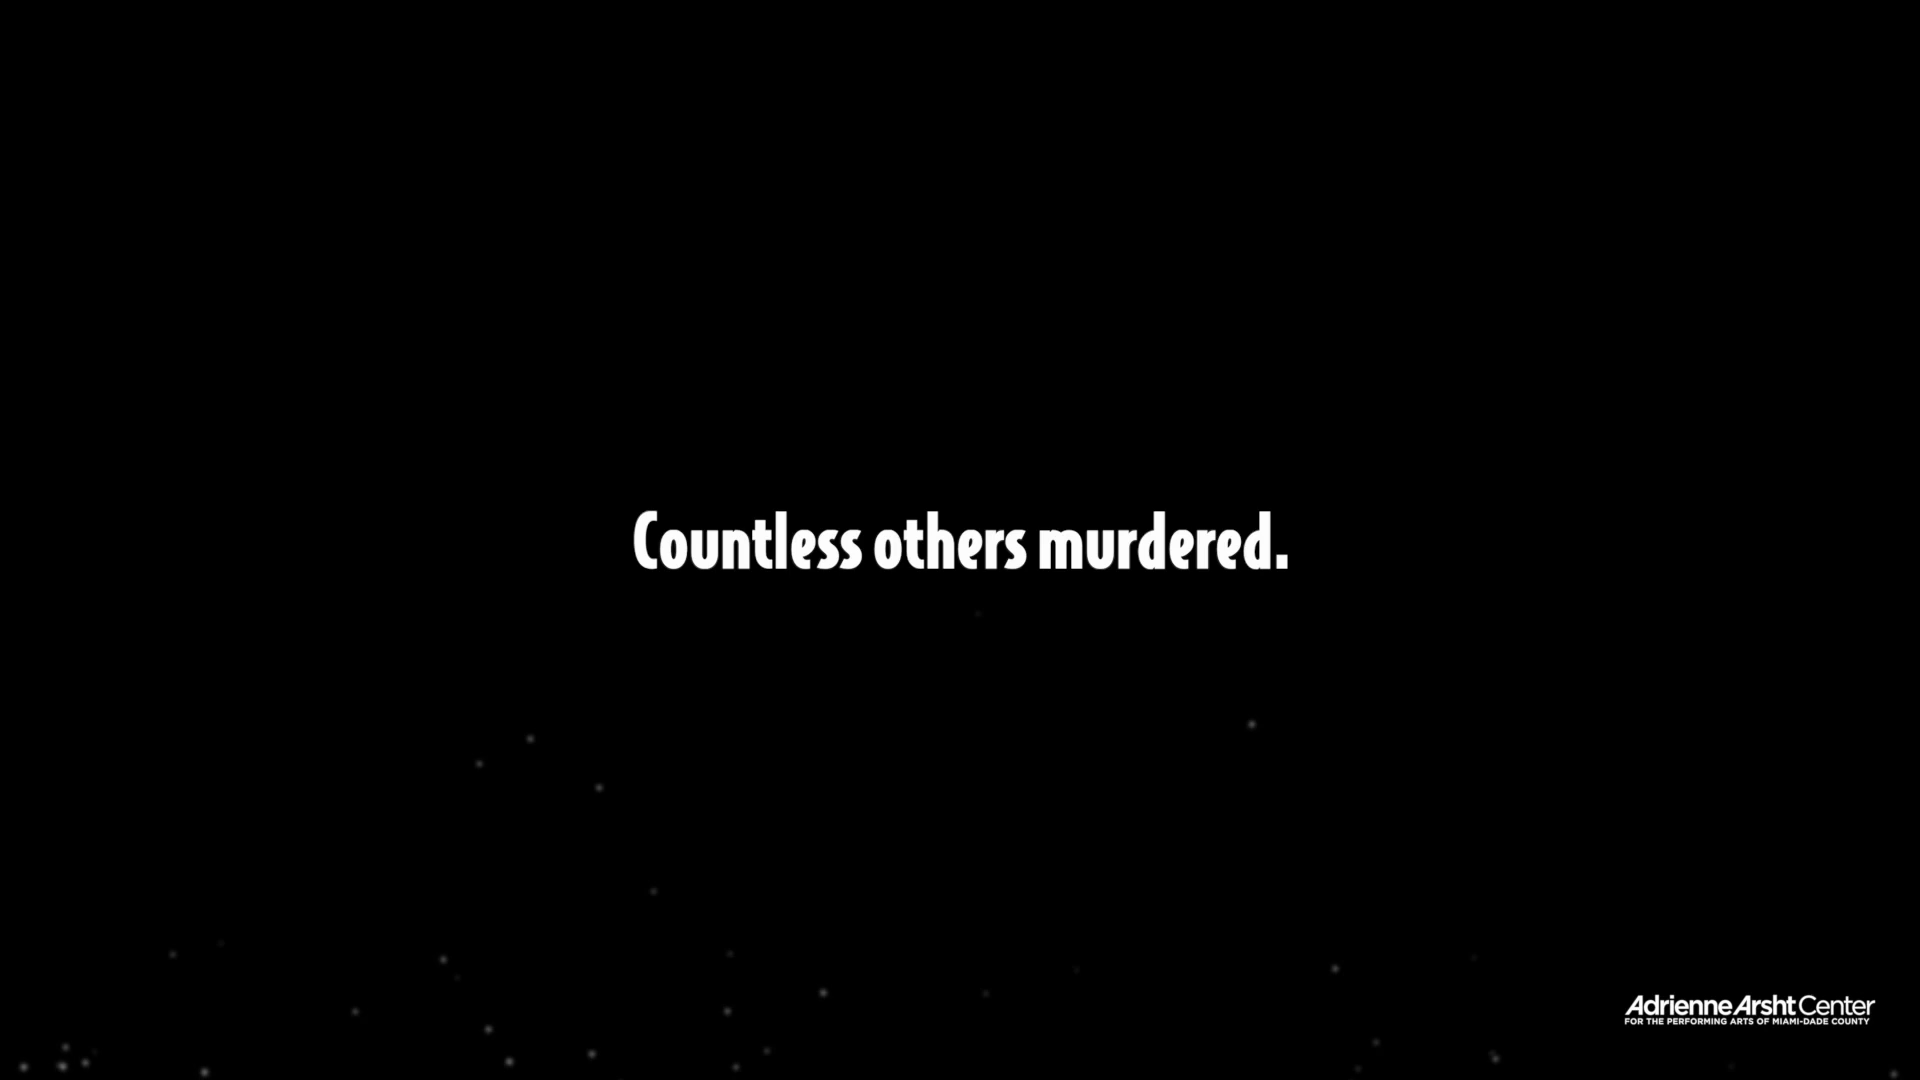 Countless others murdered.
Adrienne Arsht Center
FOR THE PERFORMING ARTS OF MIAMI-DADE COUNTY